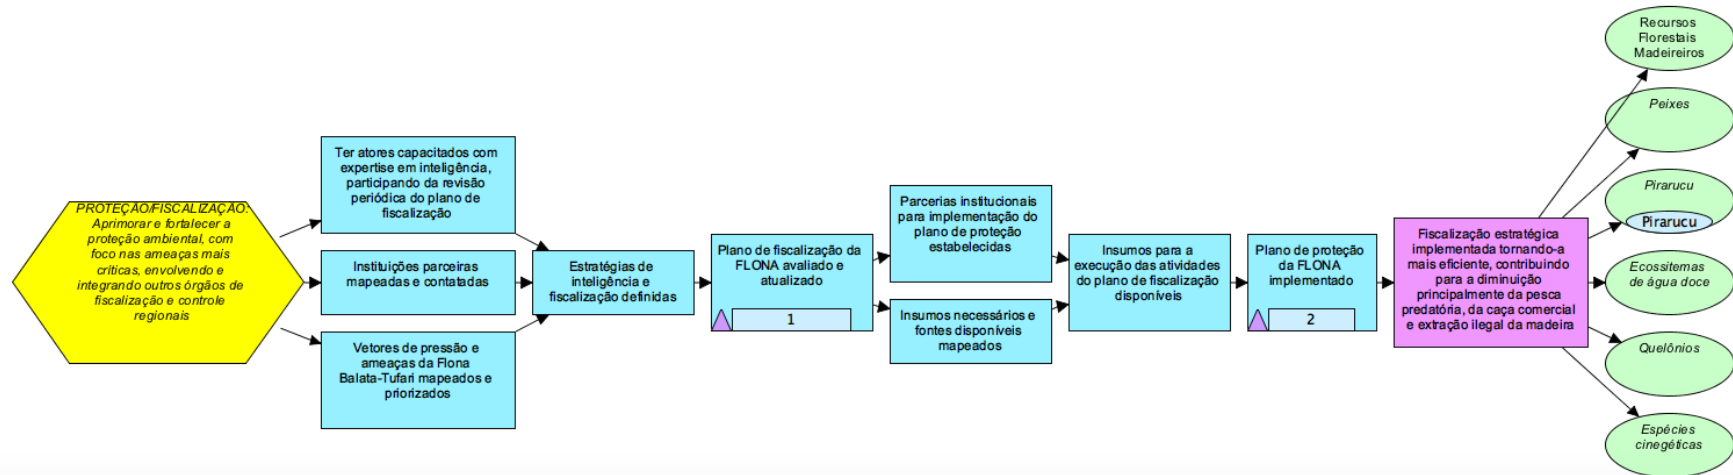 PROTEÇÃO/FISCALIZAÇÃO:
Aprimorar e fortalecer a
proteção ambiental, com
foco nas ameaças mais
críticas, envolvendo e
integrando outros órgãos de
fiscalização e controle
regionais
Ter atores capacitados com
expertise em inteligência,
participando da revisão
periódica do plano de
fiscalização
Instituições parceiras
mapeadas e contatadas
Vetores de pressão e
ameaças da Flona
Balata-Tufari mapeados e
priorizados
Estratégias de
inteligência e
fiscalização definidas
Plano de fiscalização da
FLONA avaliado e
atualizado
1
Parcerias institucionais
para implementação do
plano de proteção
estabelecidas
Insumos necessários e
fontes disponíveis
mapeados
Insumos para a
execução das atividades
do plano de fiscalização
disponíveis
Plano de proteção
da FLONA
implementado
2
Fiscalização estratégica
implementada tornando-a
mais eficiente, contribuindo
para a diminuição
principalmente da pesca
predatória, da caça comercial
e extração ilegal da madeira
Recursos
Florestais
Madeireiros
Peixes
Pirarucu
Pirarucu
Ecossitemas
de água doce
Quelônios
Espécies
cinegéticas